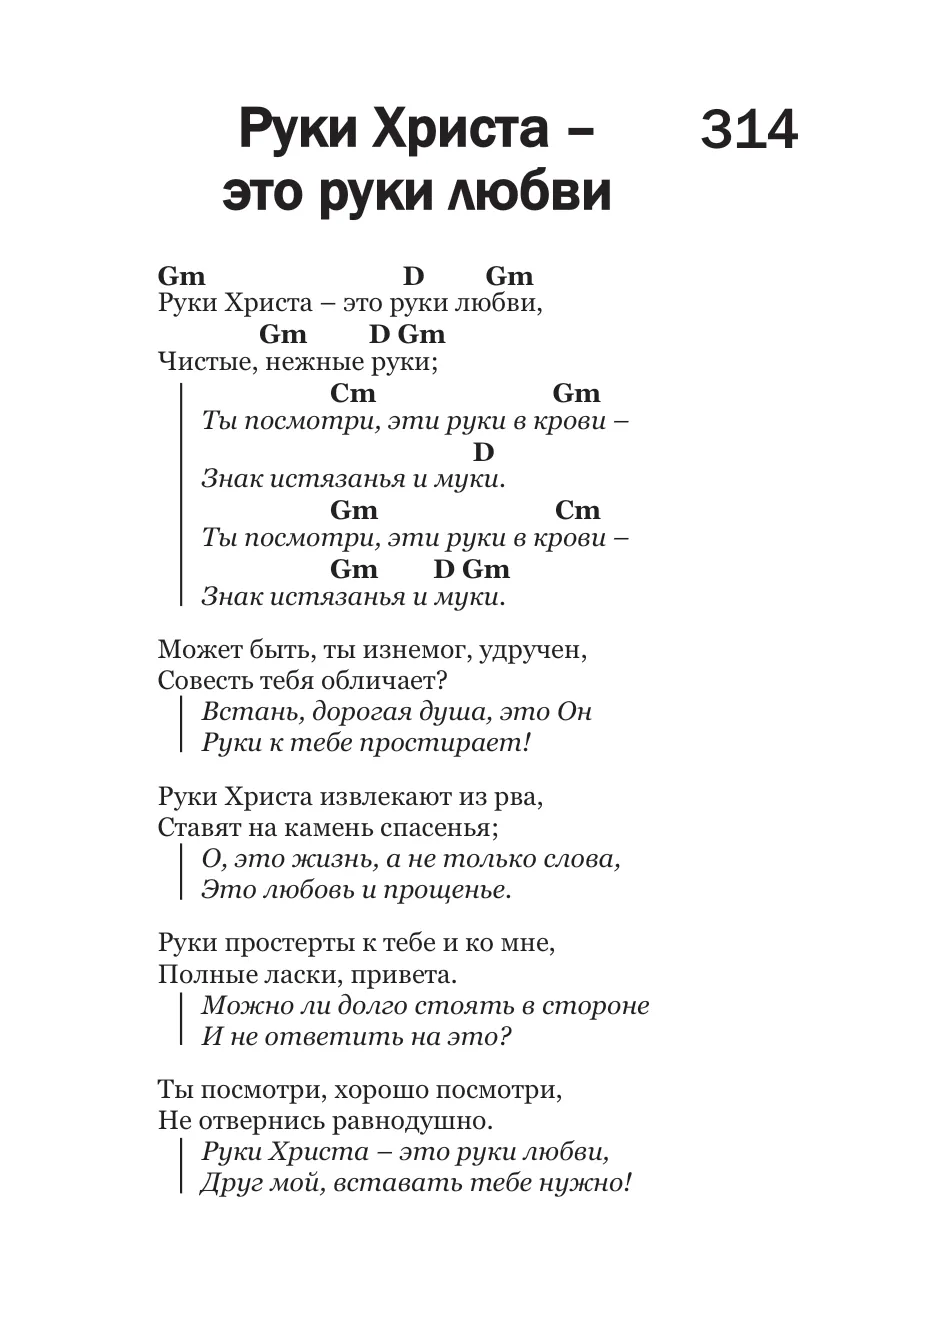 Руки Христа – 314
это руки любви
Gm D Gm
Руки Христа – это руки любви,
Gm D Gm
Чистые, нежные руки;
Cm Gm
Ты посмотри, эти руки в крови –
D
Знак истязанья и муки.
Gm Cm
Ты посмотри, эти руки в крови –
Gm D Gm
Знак истязанья и муки.
Может быть, ты изнемог, удручен,
Совесть тебя обличает?
Встань, дорогая душа, это Он
Руки к тебе простирает!
Руки Христа извлекают из рва,
Ставят на камень спасенья;
О, это жизнь, а не только слова,
Это любовь и прощенье.
Руки простерты к тебе и ко мне,
Полные ласки, привета.
Можно ли долго стоять в стороне
И не ответить на это?
Ты посмотри, хорошо посмотри,
Не отвернись равнодушно.
Руки Христа – это руки любви,
Друг мой, вставать тебе нужно!